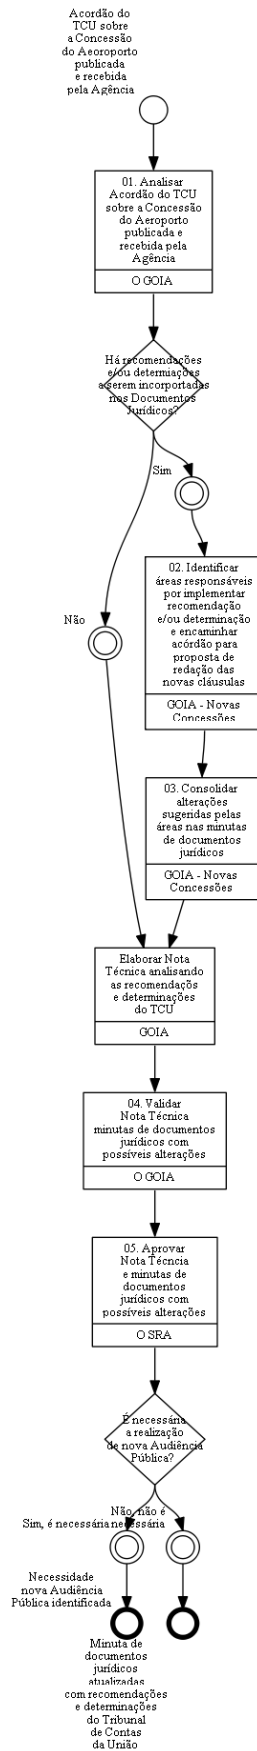 Acordão do
TCU sobre
a Concessão
do Aeoroporto
publicada
e recebida
pela Agência
01. Analisar
Acordão do TCU
sobre a Concessão
do Aeroporto
publicada e
recebida pela
Agência
O GOIA
Há recomendações
e/ou determiações
a serem incorportadas
nos Documentos
Jurídicos?
Sim
02. Identificar
áreas responsáveis
por implementar
recomendação
e/ou determinação
e encaminhar
acórdão para
proposta de
redação das
novas cláusulas
GOIA - Novas
Concessões
Não
03. Consolidar
alterações
sugeridas pelas
áreas nas minutas
de documentos
jurídicos
GOIA - Novas
Concessões
Elaborar Nota
Técnica analisando
as recomendaçõs
e determinações
do TCU
GOIA
04. Validar
Nota Técnica
minutas de documentos
jurídicos com
possíveis alterações
O GOIA
05. Aprovar
Nota Técncia
e minutas de
documentos
jurídicos com
possíveis alterações
O SRA
É necessária
a realização
de nova Audiência
Pública?
Não, não é
necessária
Sim, é necessária
Necessidade
nova Audiência
Pública identificada
Minuta de
documentos
jurídicos
atualizadas
com recomendações
e determinações
do Tribunal
de Contas
da União